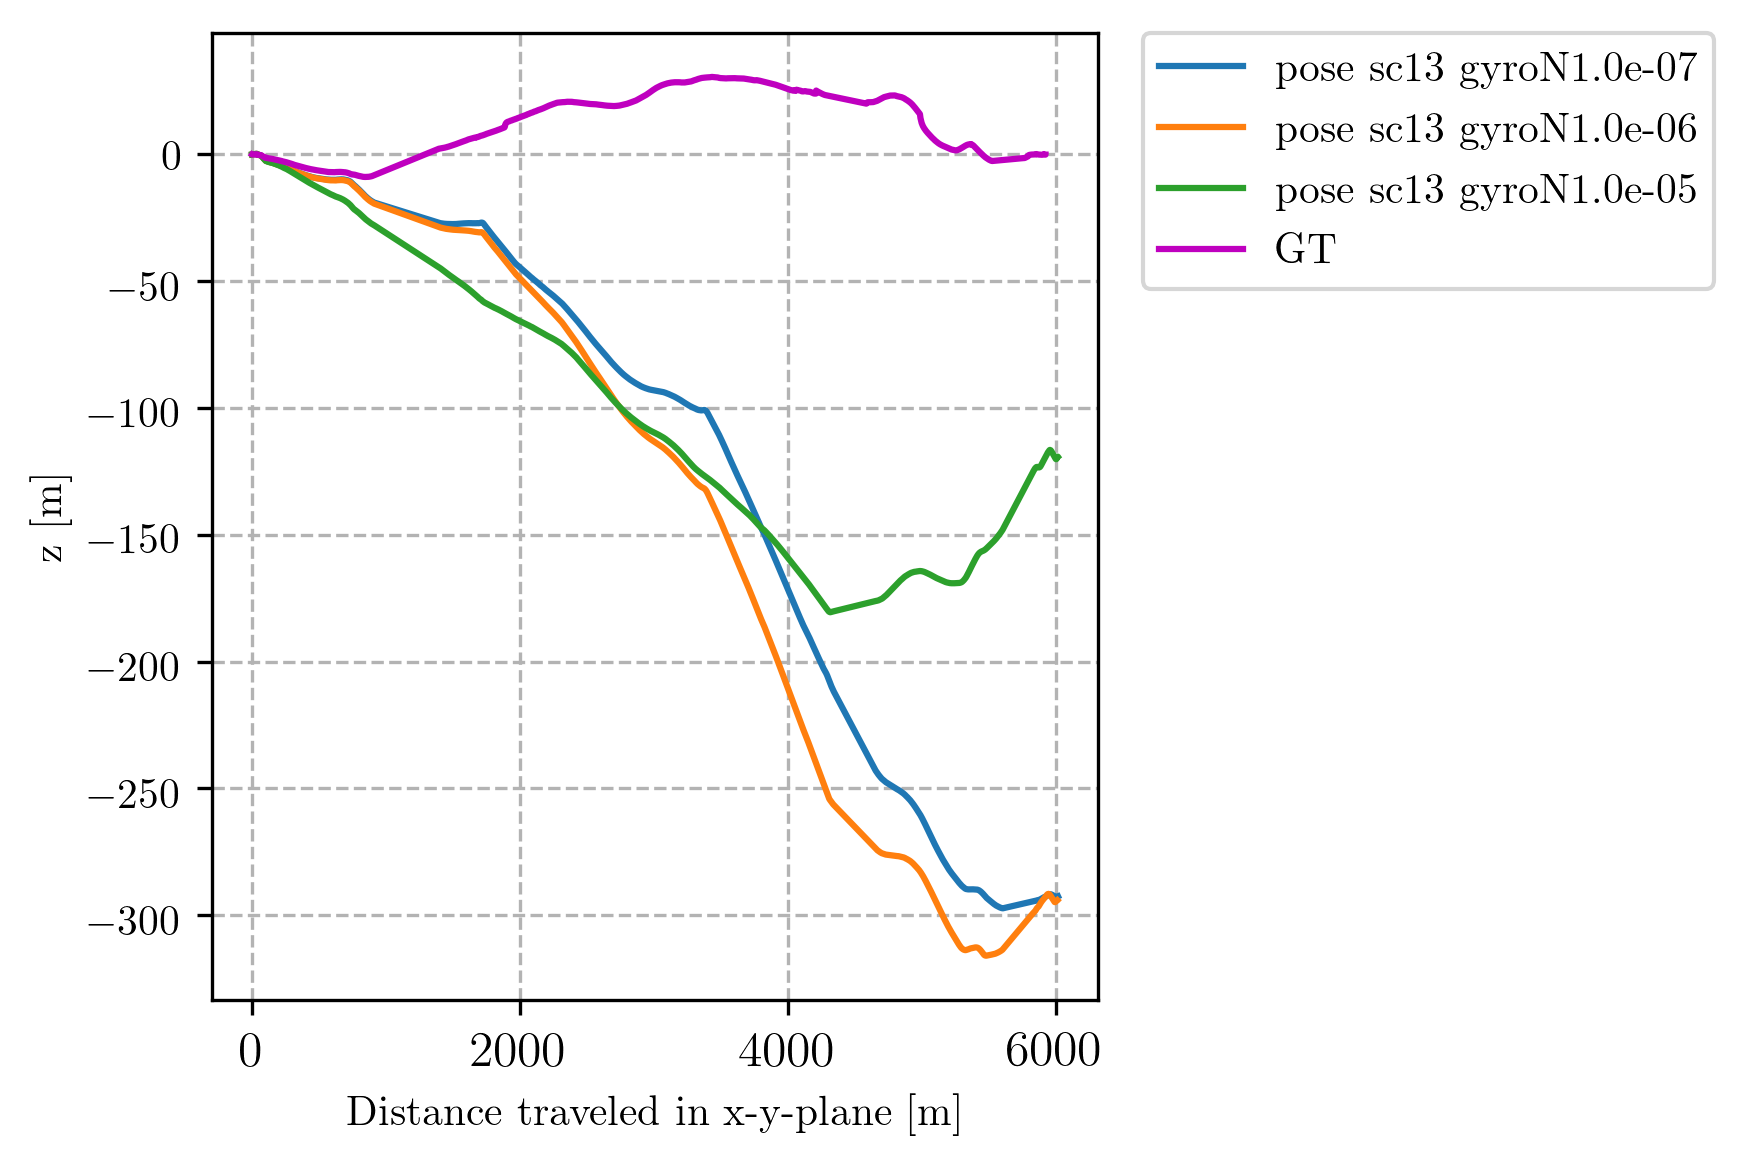 pose sc13 gyroN1.0e-07
pose sc13 gyroN1.0e-06
pose sc13 gyroN1.0e-05
GT
0
−50
−100
−150
−200
−250
−300
z [m]
0 2000 4000 6000
Distance traveled in x-y-plane [m]